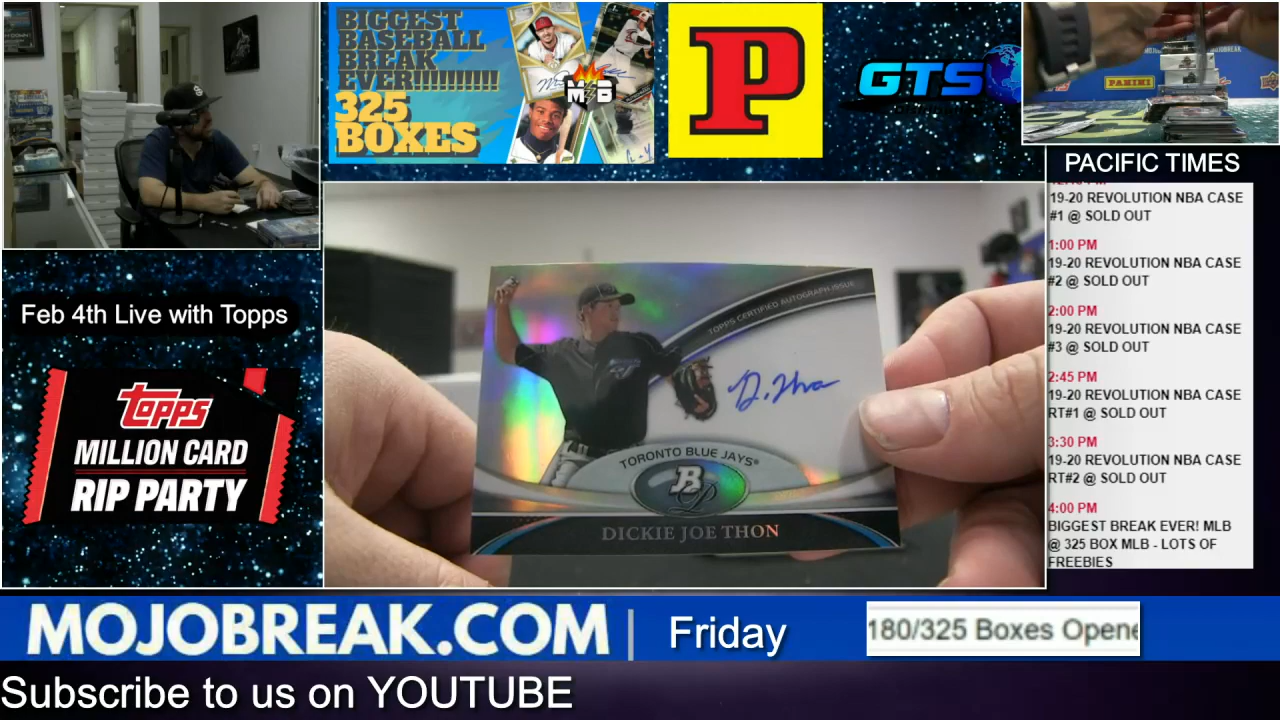 BIGGEST
BASEBALL
BREAK
EVER!!!!!!!!!!!
325
BOXES
M B
P
GTS
PANINI
MOJOBREAK
PACIFIC TIMES
19-20 REVOLUTION NBA CASE
#1 @ SOLD OUT
1:00 PM
19-20 REVOLUTION NBA CASE
#2 @ SOLD OUT
2:00 PM
19-20 REVOLUTION NBA CASE
#3 @ SOLD OUT
2:45 PM
19-20 REVOLUTION NBA CASE
RT#1 @ SOLD OUT
3:30 PM
19-20 REVOLUTION NBA CASE
RT#2 @ SOLD OUT
4:00 PM
BIGGEST BREAK EVER! MLB
@ 325 BOX MLB - LOTS OF
FREEBIES
Feb 4th Live with Topps
topps
MILLION CARD
RIP PARTY
TOPPS CERTIFIED AUTOGRAPH ISSUE
D. Thon
TORONTO BLUE JAYS®
BP
DICKIE JOE THON
MOJOBREAK.COM | Friday
180/325 Boxes Opene
Subscribe to us on YOUTUBE